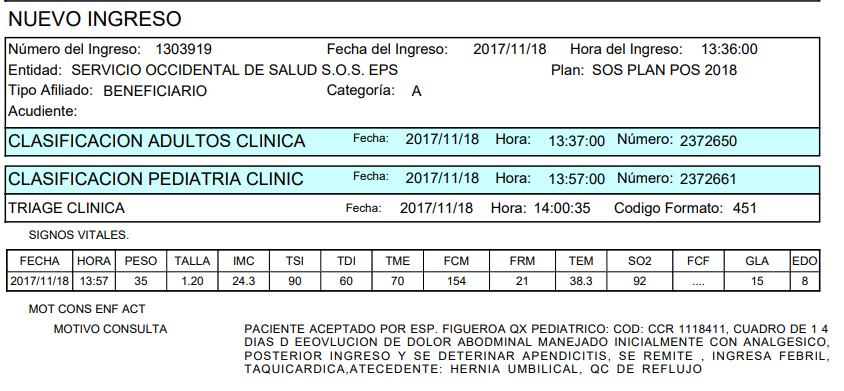 NUEVO INGRESO
Número del Ingreso: 1303919 Fecha del Ingreso: 2017/11/18 Hora del Ingreso: 13:36:00
Entidad: SERVICIO OCCIDENTAL DE SALUD S.O.S. EPS Plan: SOS PLAN POS 2018
Tipo Afiliado: BENEFICIARIO Categoría: A
Acudiente:
CLASIFICACION ADULTOS CLINICA Fecha: 2017/11/18 Hora: 13:37:00 Número: 2372650
CLASIFICACION PEDIATRIA CLINIC Fecha: 2017/11/18 Hora: 13:57:00 Número: 2372661
TRIAGE CLINICA Fecha: 2017/11/18 Hora: 14:00:35 Codigo Formato: 451
SIGNOS VITALES.
FECHA HORA PESO TALLA IMC TSI TDI TME FCM FRM TEM SO2 FCF GLA EDO
2017/11/18 13:57 35 1.20 24.3 90 60 70 154 21 38.3 92 .... 15 8
MOT CONS ENF ACT
MOTIVO CONSULTA PACIENTE ACEPTADO POR ESP. FIGUEROA QX PEDIATRICO: COD: CCR 1118411, CUADRO DE 1 4
DIAS D EEOVLUCION DE DOLOR ABODMINAL MANEJADO INICIALMENTE CON ANALGESICO,
POSTERIOR INGRESO Y SE DETERINAR APENDICITIS, SE REMITE , INGRESA FEBRIL,
TAQUICARDICA,ATECEDENTE: HERNIA UMBILICAL, QC DE REFLUJO